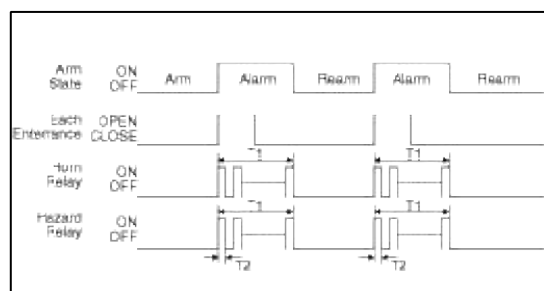 Arm ON
State OFF
Arm Alarm Rearm Alarm Rearm
Each OPEN
Enterrance CLOSE
T1 T1
Horn ON
Relay OFF
T1 T1
Hazard ON
Relay OFF
T2 T2